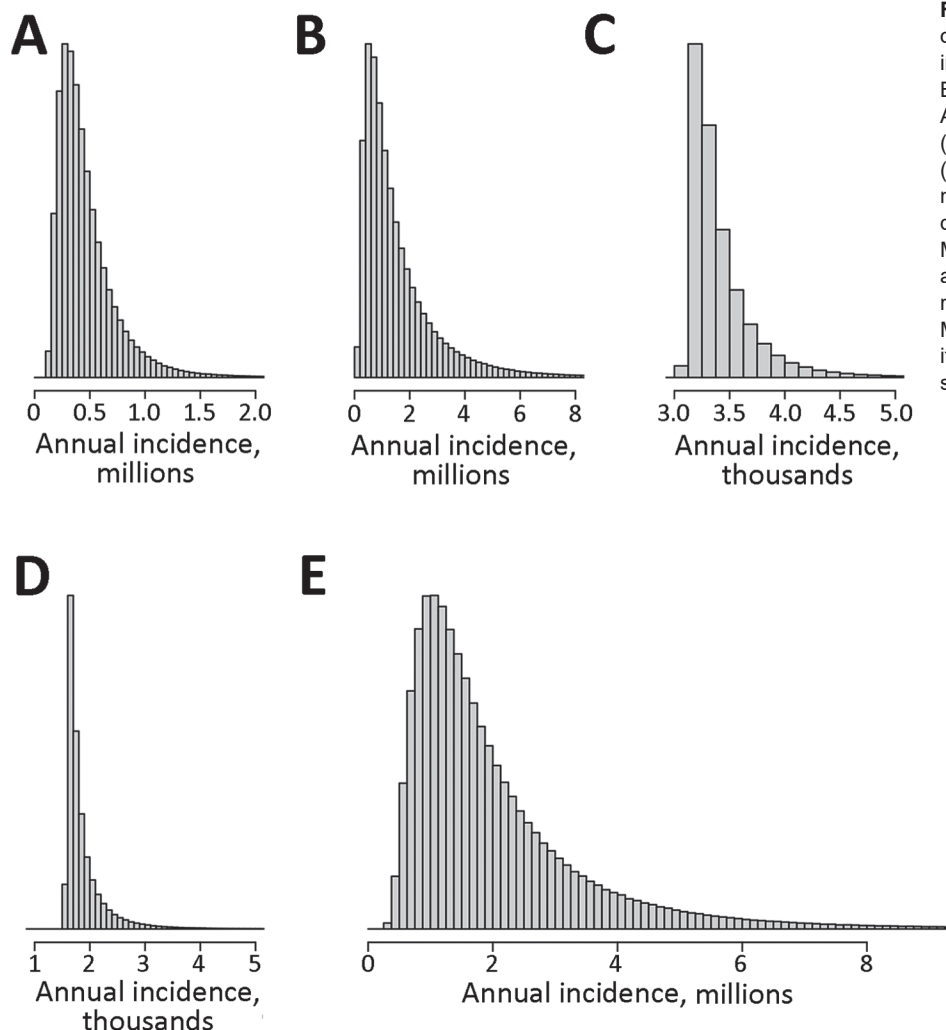 A
B
C
0 0.5 1.0 1.5 2.0
0 2 4 6 8
3.0 3.5 4.0 4.5 5.0
Annual incidence,
millions
Annual incidence,
millions
Annual incidence,
thousands
D
E
1 2 3 4 5
0 2 4 6 8
Annual incidence,
thousands
Annual incidence, millions